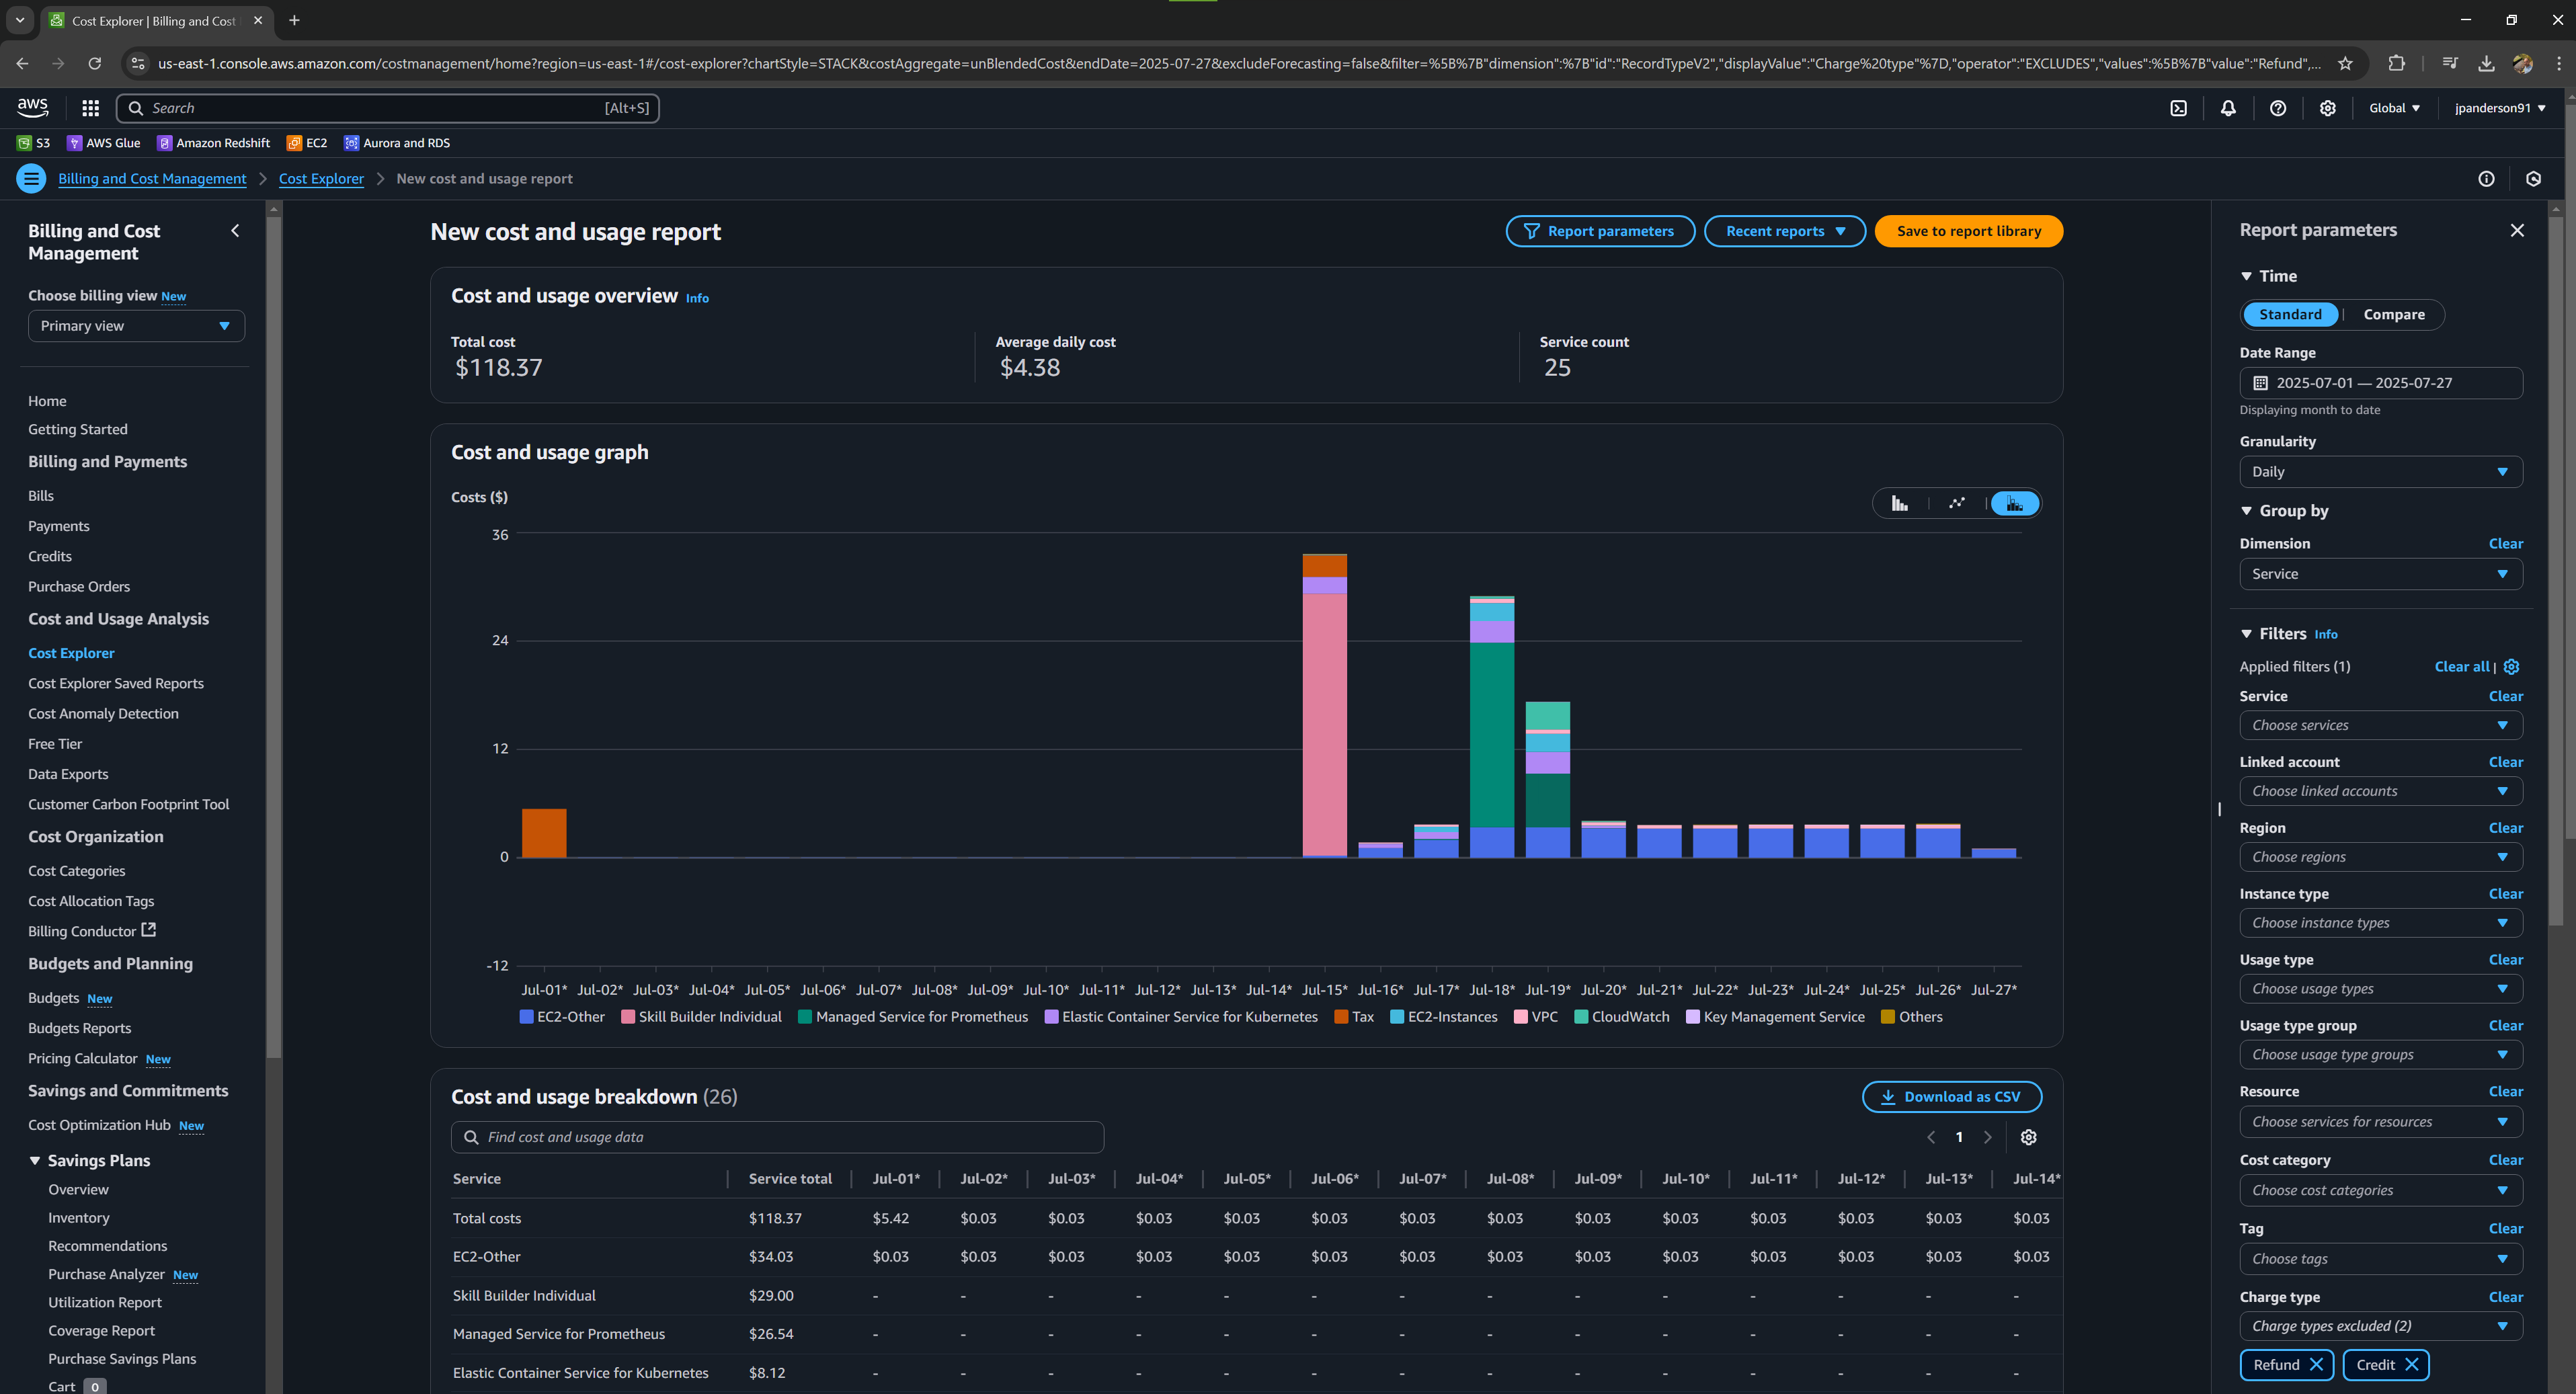 Cost Explorer | Billing and Cost
us-east-1.console.aws.amazon.com/costmanagement/home?region=us-east-1#/cost-explorer?chartStyle=STACK&costAggregate=unBlendedCost&endDate=2025-07-27&excludeForecasting=false&filter=%5B%7B"dimension":%7B"id":"RecordTypeV2","displayValue":"Charge%20type"%7D,"operator":"EXCLUDES","values":%5B%7B"value":"Refund",...
aws
Search [Alt+S]
Global jpanderson91
S3 AWS Glue Amazon Redshift EC2 Aurora and RDS
Billing and Cost Management > Cost Explorer > New cost and usage report
Billing and Cost
Management
Choose billing view New
Primary view
Home
Getting Started
Billing and Payments
Bills
Payments
Credits
Purchase Orders
Cost and Usage Analysis
Cost Explorer
Cost Explorer Saved Reports
Cost Anomaly Detection
Free Tier
Data Exports
Customer Carbon Footprint Tool
Cost Organization
Cost Categories
Cost Allocation Tags
Billing Conductor
Budgets and Planning
Budgets New
Budgets Reports
Pricing Calculator New
Savings and Commitments
Cost Optimization Hub New
Savings Plans
Overview
Inventory
Recommendations
Purchase Analyzer New
Utilization Report
Coverage Report
Purchase Savings Plans
Cart 0
New cost and usage report
Report parameters Recent reports Save to report library
Cost and usage overview Info
Total cost Average daily cost Service count
$118.37 $4.38 25
Cost and usage graph
Costs ($)
36
24
12
0
-12
Jul-01* Jul-02* Jul-03* Jul-04* Jul-05* Jul-06* Jul-07* Jul-08* Jul-09* Jul-10* Jul-11* Jul-12* Jul-13* Jul-14* Jul-15* Jul-16* Jul-17* Jul-18* Jul-19* Jul-20* Jul-21* Jul-22* Jul-23* Jul-24* Jul-25* Jul-26* Jul-27*
EC2-Other Skill Builder Individual Managed Service for Prometheus Elastic Container Service for Kubernetes Tax EC2-Instances VPC CloudWatch Key Management Service Others
Cost and usage breakdown (26)
Download as CSV
Find cost and usage data
1
Service Service total Jul-01* Jul-02* Jul-03* Jul-04* Jul-05* Jul-06* Jul-07* Jul-08* Jul-09* Jul-10* Jul-11* Jul-12* Jul-13* Jul-14*
Total costs $118.37 $5.42 $0.03 $0.03 $0.03 $0.03 $0.03 $0.03 $0.03 $0.03 $0.03 $0.03 $0.03 $0.03 $0.03
EC2-Other $34.03 $0.03 $0.03 $0.03 $0.03 $0.03 $0.03 $0.03 $0.03 $0.03 $0.03 $0.03 $0.03 $0.03 $0.03
Skill Builder Individual $29.00 - - - - - - - - - - - - - -
Managed Service for Prometheus $26.54 - - - - - - - - - - - - - -
Elastic Container Service for Kubernetes $8.12 - - - - - - - - - - - - - -
Report parameters
Time
Standard Compare
Date Range
2025-07-01 — 2025-07-27
Displaying month to date
Granularity
Daily
Group by
Dimension Clear
Service
Filters Info
Applied filters (1) Clear all
Service Clear
Choose services
Linked account Clear
Choose linked accounts
Region Clear
Choose regions
Instance type Clear
Choose instance types
Usage type Clear
Choose usage types
Usage type group Clear
Choose usage type groups
Resource Clear
Choose services for resources
Cost category Clear
Choose cost categories
Tag Clear
Choose tags
Charge type Clear
Charge types excluded (2)
Refund Credit